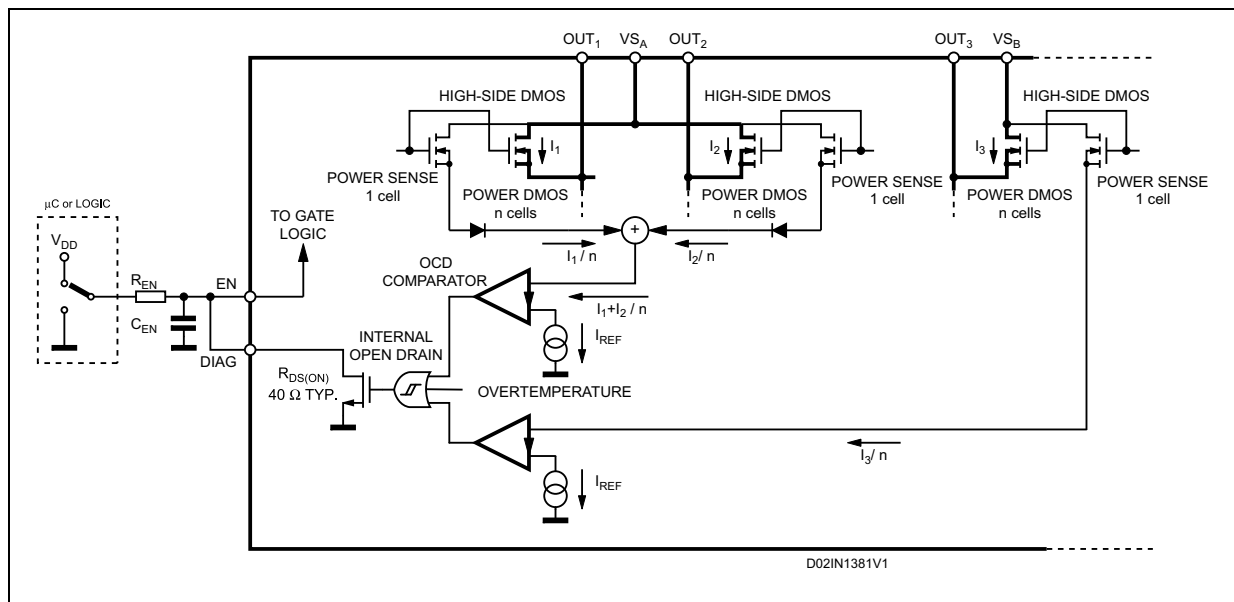 OUT1 VSA OUT2 OUT3 VSB
HIGH-SIDE DMOS
HIGH-SIDE DMOS
HIGH-SIDE DMOS
I1
I2
I3
POWER SENSE
1 cell
POWER DMOS
n cells
POWER DMOS
n cells
POWER SENSE
1 cell
POWER DMOS
n cells
POWER SENSE
1 cell
μC or LOGIC
VDD
TO GATE
LOGIC
+
I1 / n
I2 / n
OCD
COMPARATOR
REN
EN
CEN
DIAG
I1+I2 / n
IREF
INTERNAL
OPEN DRAIN
RDS(ON)
40 Ω TYP.
OVERTEMPERATURE
I3 / n
IREF
D02IN1381V1